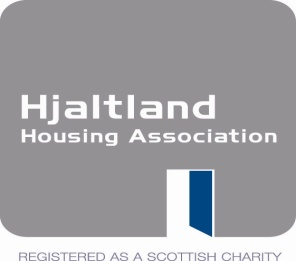 Hjaltland
Housing Association
REGISTERED AS A SCOTTISH CHARITY